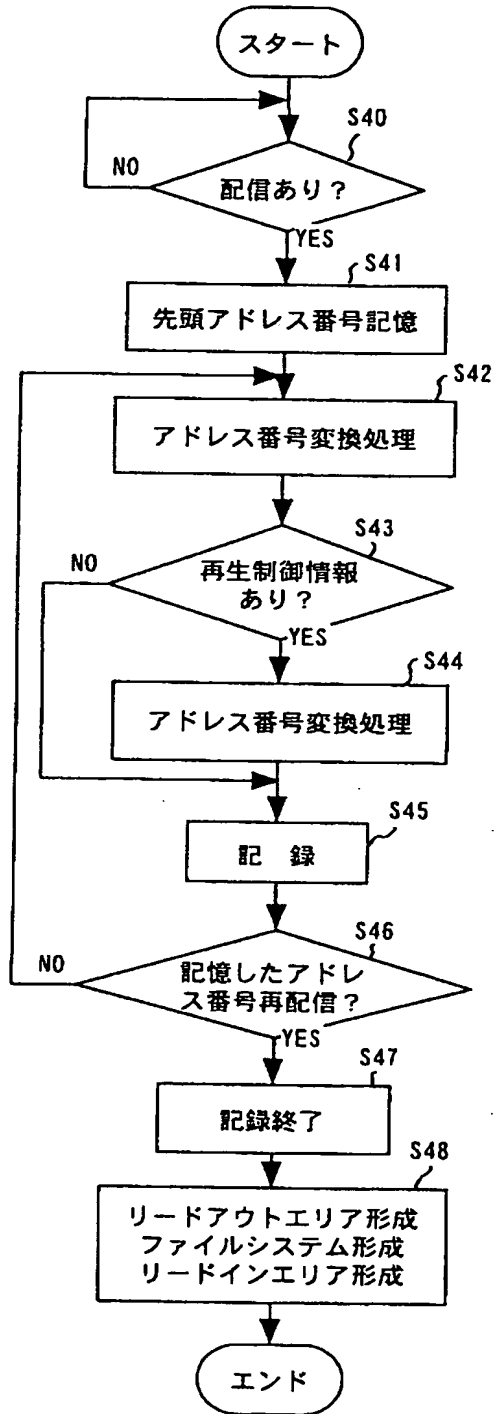 スタート
S40
NO
配信あり?
YES
S41
先頭アドレス番号記憶
S42
アドレス番号変換処理
S43
NO
再生制御情報
あり?
YES
S44
アドレス番号変換処理
S45
記 録
S46
NO
記憶したアドレ
ス番号再配信?
YES
S47
記録終了
S48
リードアウトエリア形成
ファイルシステム形成
リードインエリア形成
エンド